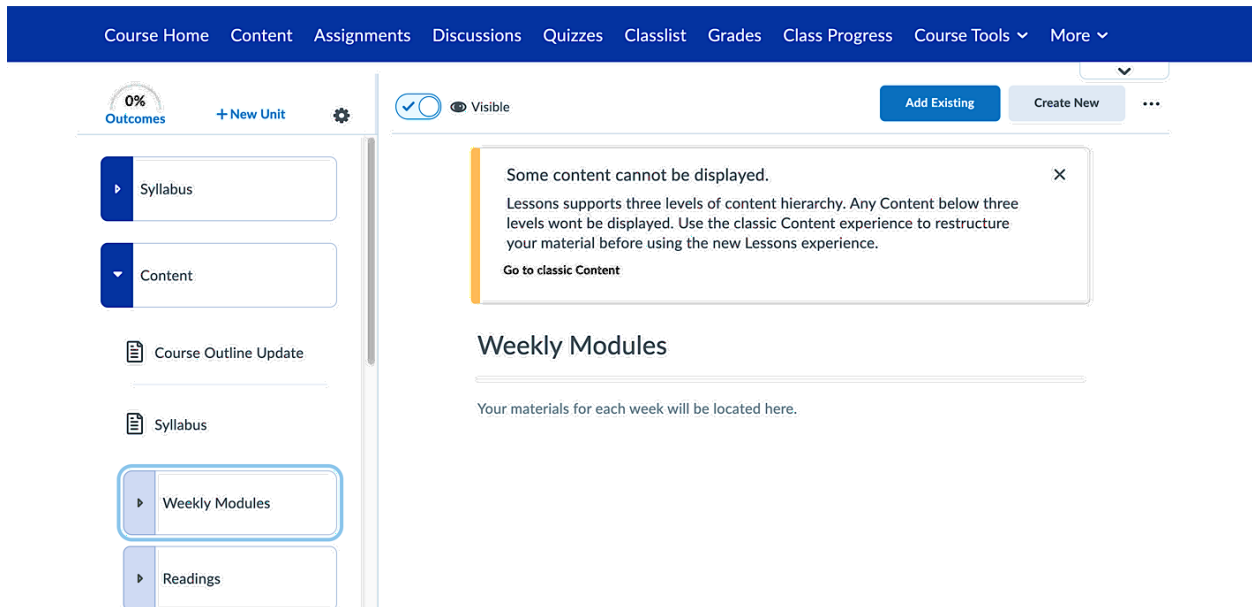 Course Home Content Assignments Discussions Quizzes Classlist Grades Class Progress Course Tools More
0%
Outcomes
+ New Unit
Visible
Add Existing
Create New
Syllabus
Content
Course Outline Update
Syllabus
Weekly Modules
Readings
Some content cannot be displayed.
Lessons supports three levels of content hierarchy. Any Content below three
levels wont be displayed. Use the classic Content experience to restructure
your material before using the new Lessons experience.
Go to classic Content
Weekly Modules
Your materials for each week will be located here.